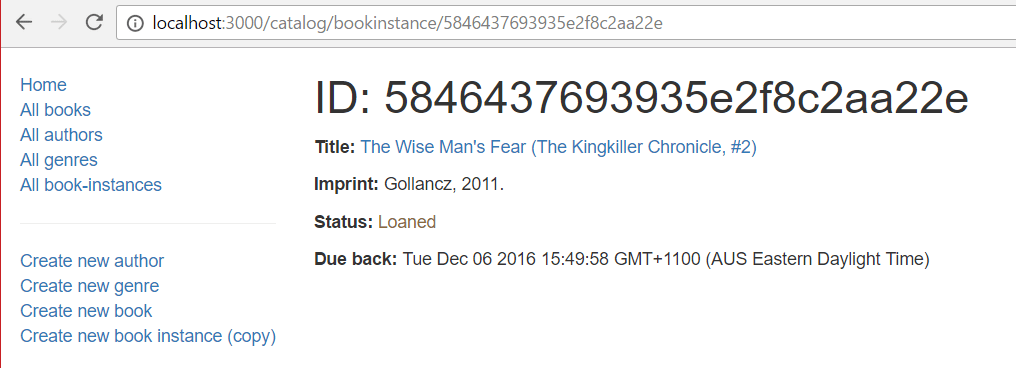 localhost:3000/catalog/bookinstance/5846437693935e2f8c2aa22e
Home
All books
All authors
All genres
All book-instances
Create new author
Create new genre
Create new book
Create new book instance (copy)
ID: 5846437693935e2f8c2aa22e
Title: The Wise Man's Fear (The Kingkiller Chronicle, #2)
Imprint: Gollancz, 2011.
Status: Loaned
Due back: Tue Dec 06 2016 15:49:58 GMT+1100 (AUS Eastern Daylight Time)